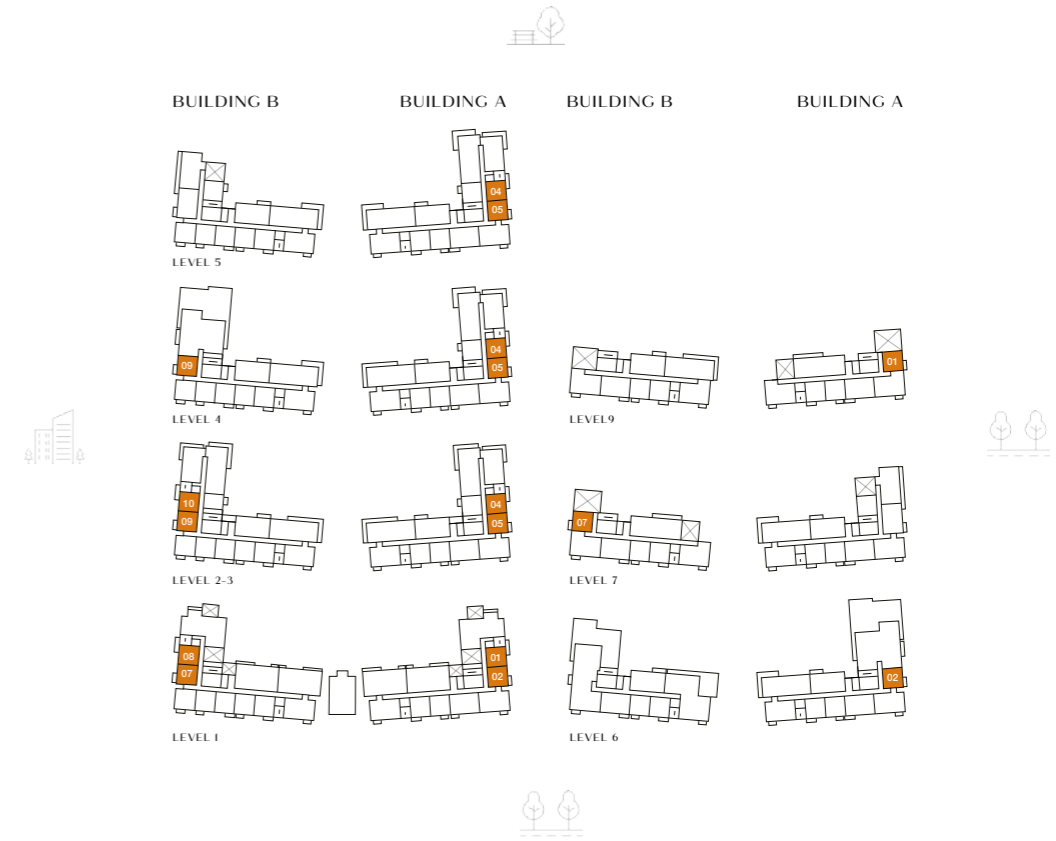 BUILDING B BUILDING A BUILDING B BUILDING A
04
05
LEVEL 5
04
09 05
01
LEVEL 4 LEVEL9
10 04
09 05
07
LEVEL 2-3 LEVEL 7
08 01
07 02 02
LEVEL 1 LEVEL 6